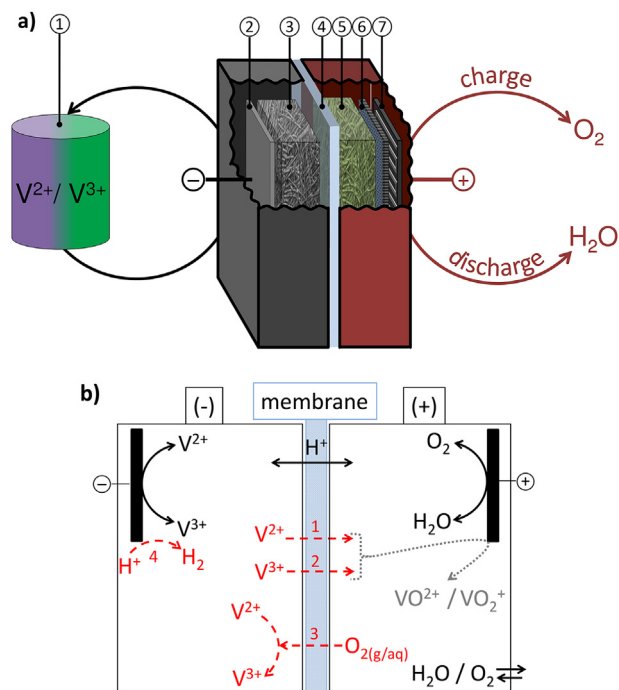 a)
① ② ③ ④ ⑤ ⑥ ⑦
charge
O₂
V²⁺/ V³⁺
−
+
H₂O
discharge
b)
(-)
membrane
(+)
H⁺
V²⁺
O₂
−
+
V³⁺
H₂O
H⁺ 4 H₂
V²⁺ 1
V³⁺ 2
VO²⁺ / VO₂⁺
V²⁺
3 O₂(g/aq)
V³⁺
H₂O / O₂